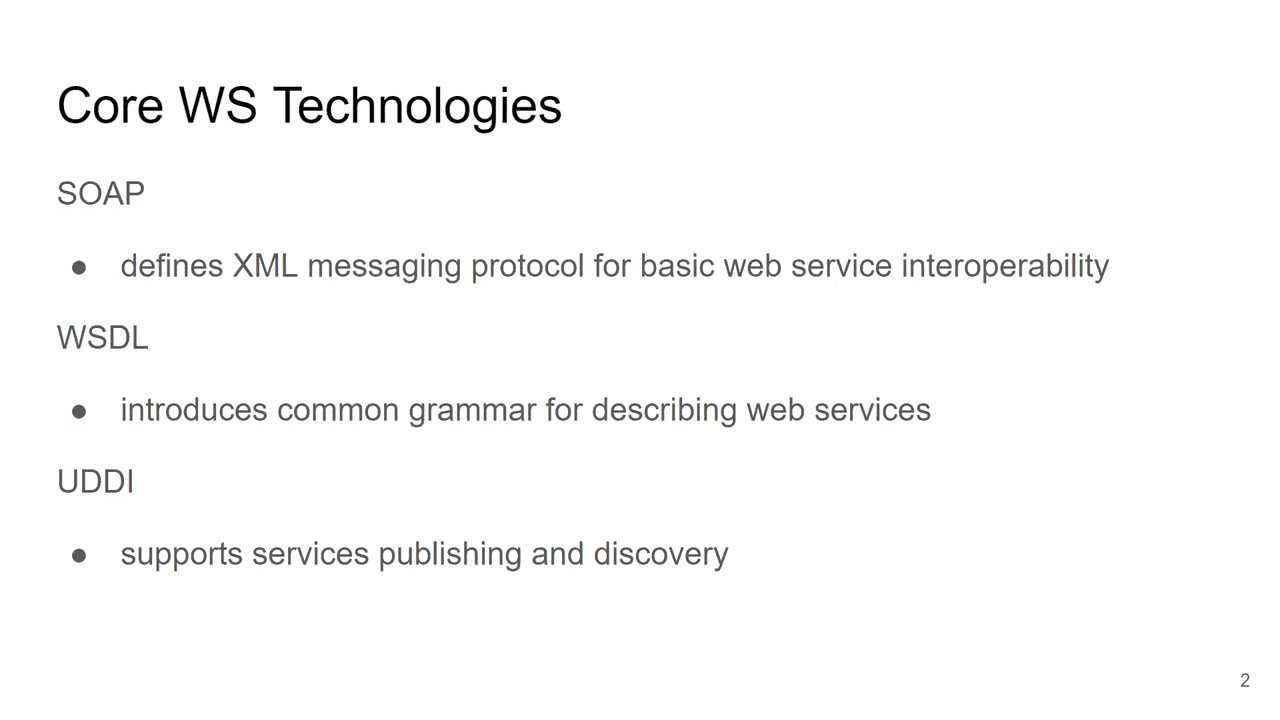 Core WS Technologies
SOAP
● defines XML messaging protocol for basic web service interoperability
WSDL
● introduces common grammar for describing web services
UDDI
● supports services publishing and discovery
2